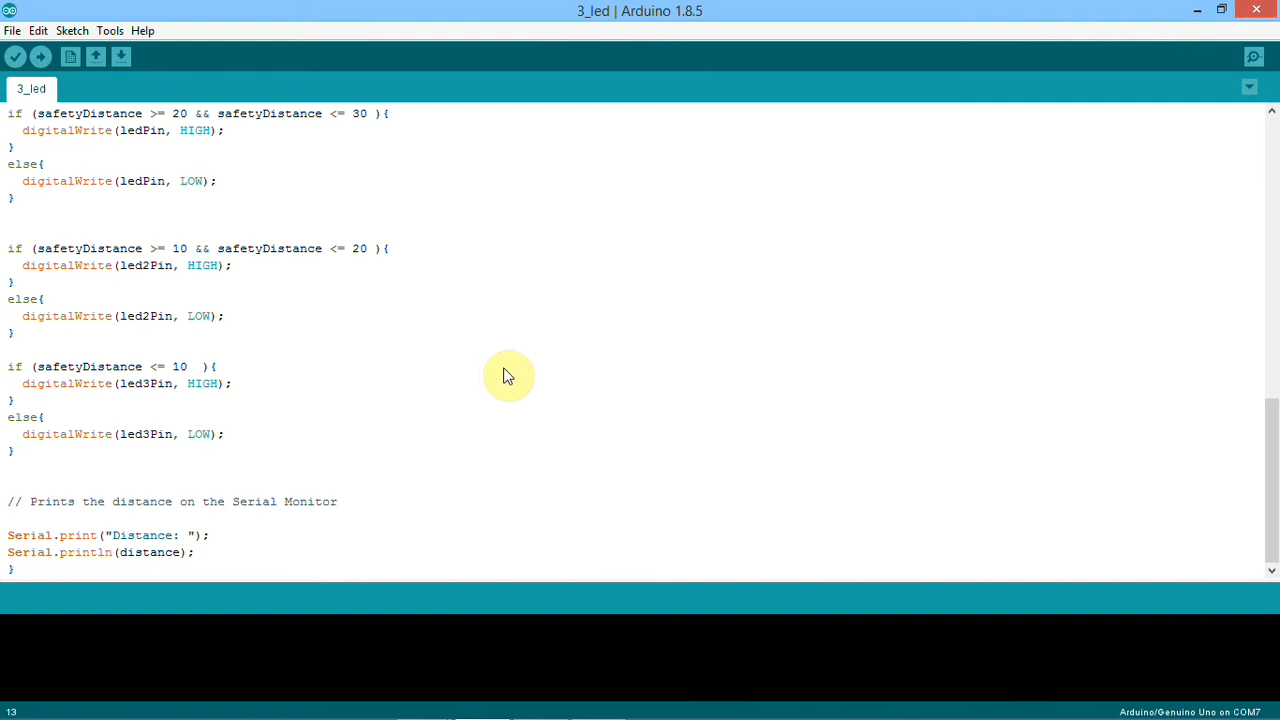 3_led | Arduino 1.8.5
File Edit Sketch Tools Help
3_led
if (safetyDistance >= 20 && safetyDistance <= 30 ){
  digitalWrite(ledPin, HIGH);
}
else{
  digitalWrite(ledPin, LOW);
}
if (safetyDistance >= 10 && safetyDistance <= 20 ){
  digitalWrite(led2Pin, HIGH);
}
else{
  digitalWrite(led2Pin, LOW);
}
if (safetyDistance <= 10  ){
  digitalWrite(led3Pin, HIGH);
}
else{
  digitalWrite(led3Pin, LOW);
}
// Prints the distance on the Serial Monitor
Serial.print("Distance: ");
Serial.println(distance);
}
13 Arduino/Genuino Uno on COM7